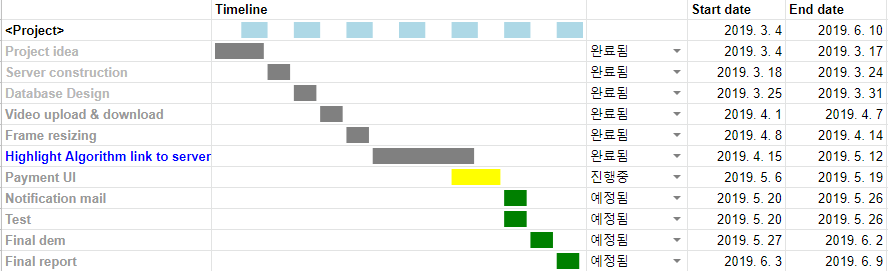 Timeline Start date End date
<Project> 2019. 3. 4 2019. 6. 10
Project idea 완료됨 2019. 3. 4 2019. 3. 17
Server construction 완료됨 2019. 3. 18 2019. 3. 24
Database Design 완료됨 2019. 3. 25 2019. 3. 31
Video upload & download 완료됨 2019. 4. 1 2019. 4. 7
Frame resizing 완료됨 2019. 4. 8 2019. 4. 14
Highlight Algorithm link to server 완료됨 2019. 4. 15 2019. 5. 12
Payment UI 진행중 2019. 5. 6 2019. 5. 19
Notification mail 예정됨 2019. 5. 20 2019. 5. 26
Test 예정됨 2019. 5. 20 2019. 5. 26
Final dem 예정됨 2019. 5. 27 2019. 6. 2
Final report 예정됨 2019. 6. 3 2019. 6. 9